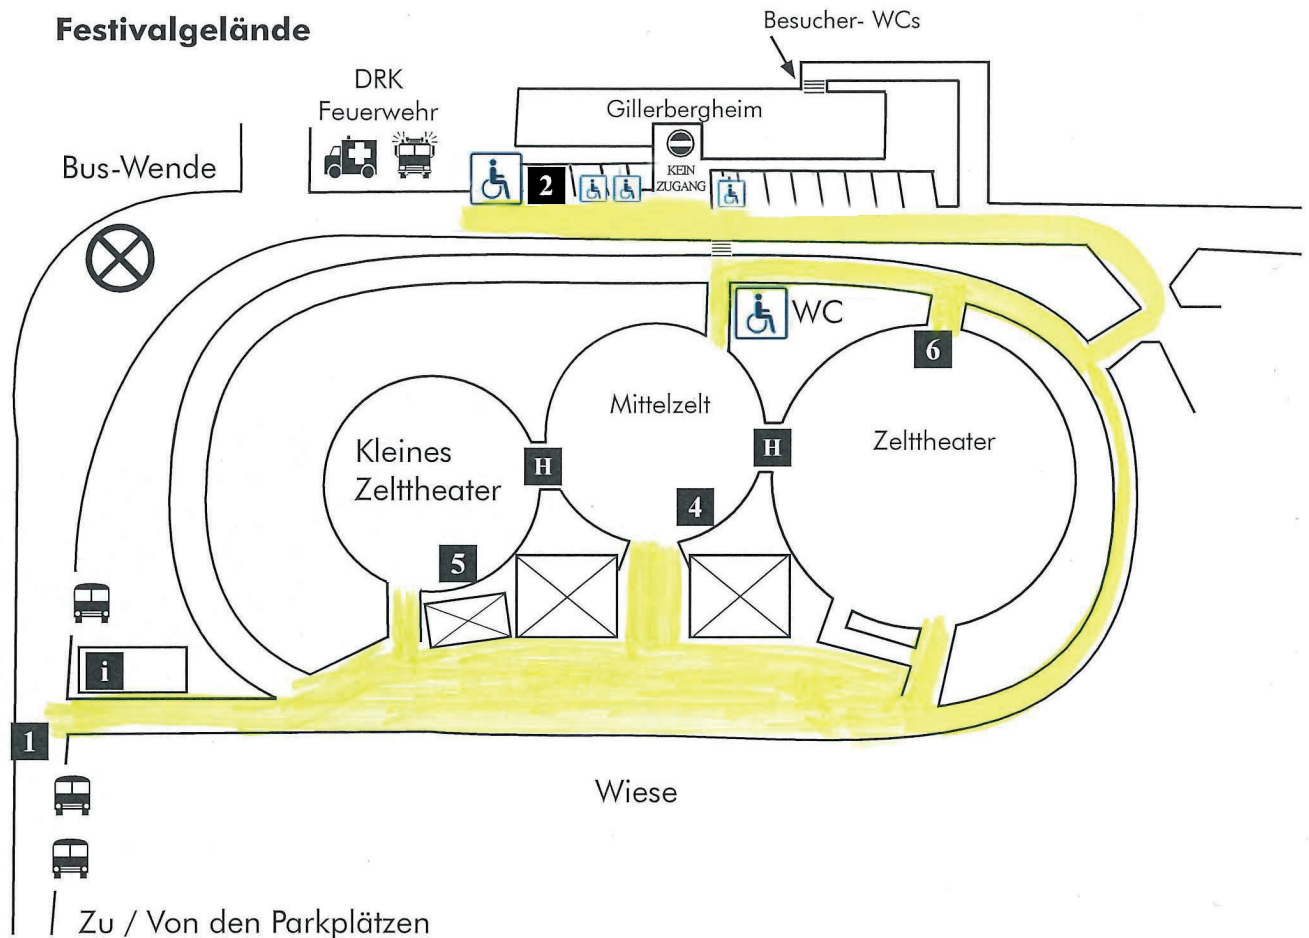 Festivalgelände
Besucher- WCs
DRK
Feuerwehr
Gillerbergheim
Bus-Wende
KEIN
ZUGANG
2
WC
6
Mittelzelt
Kleines
Zelttheater
H
H
Zelttheater
4
5
i
1
Wiese
Zu / Von den Parkplätzen